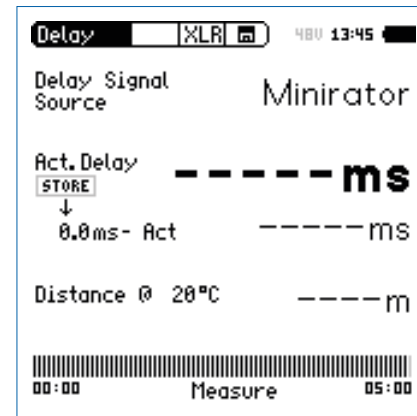 Delay XLR 48V 13:45
Delay Signal
Source
Minirator
Act. Delay
-----ms
STORE
0.0ms- Act
-----ms
Distance @ 20°C
----m
00:00 Measure 05:00